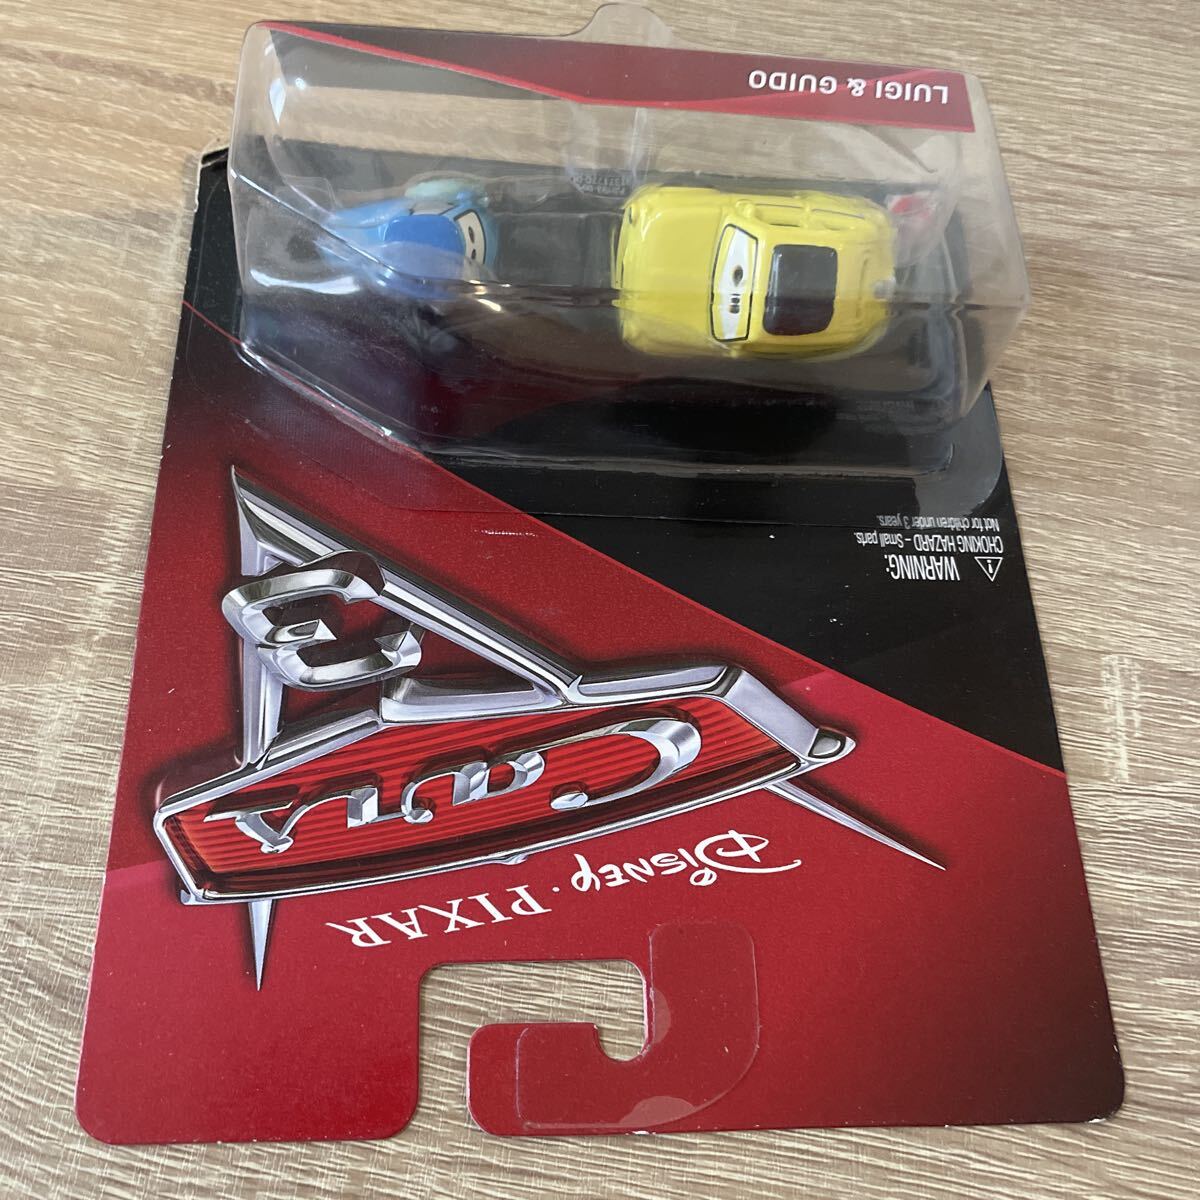 Disney · PIXAR
Cars
3
WARNING:
CHOKING HAZARD – Small parts.
Not for children under 3 years.
LUIGI & GUIDO